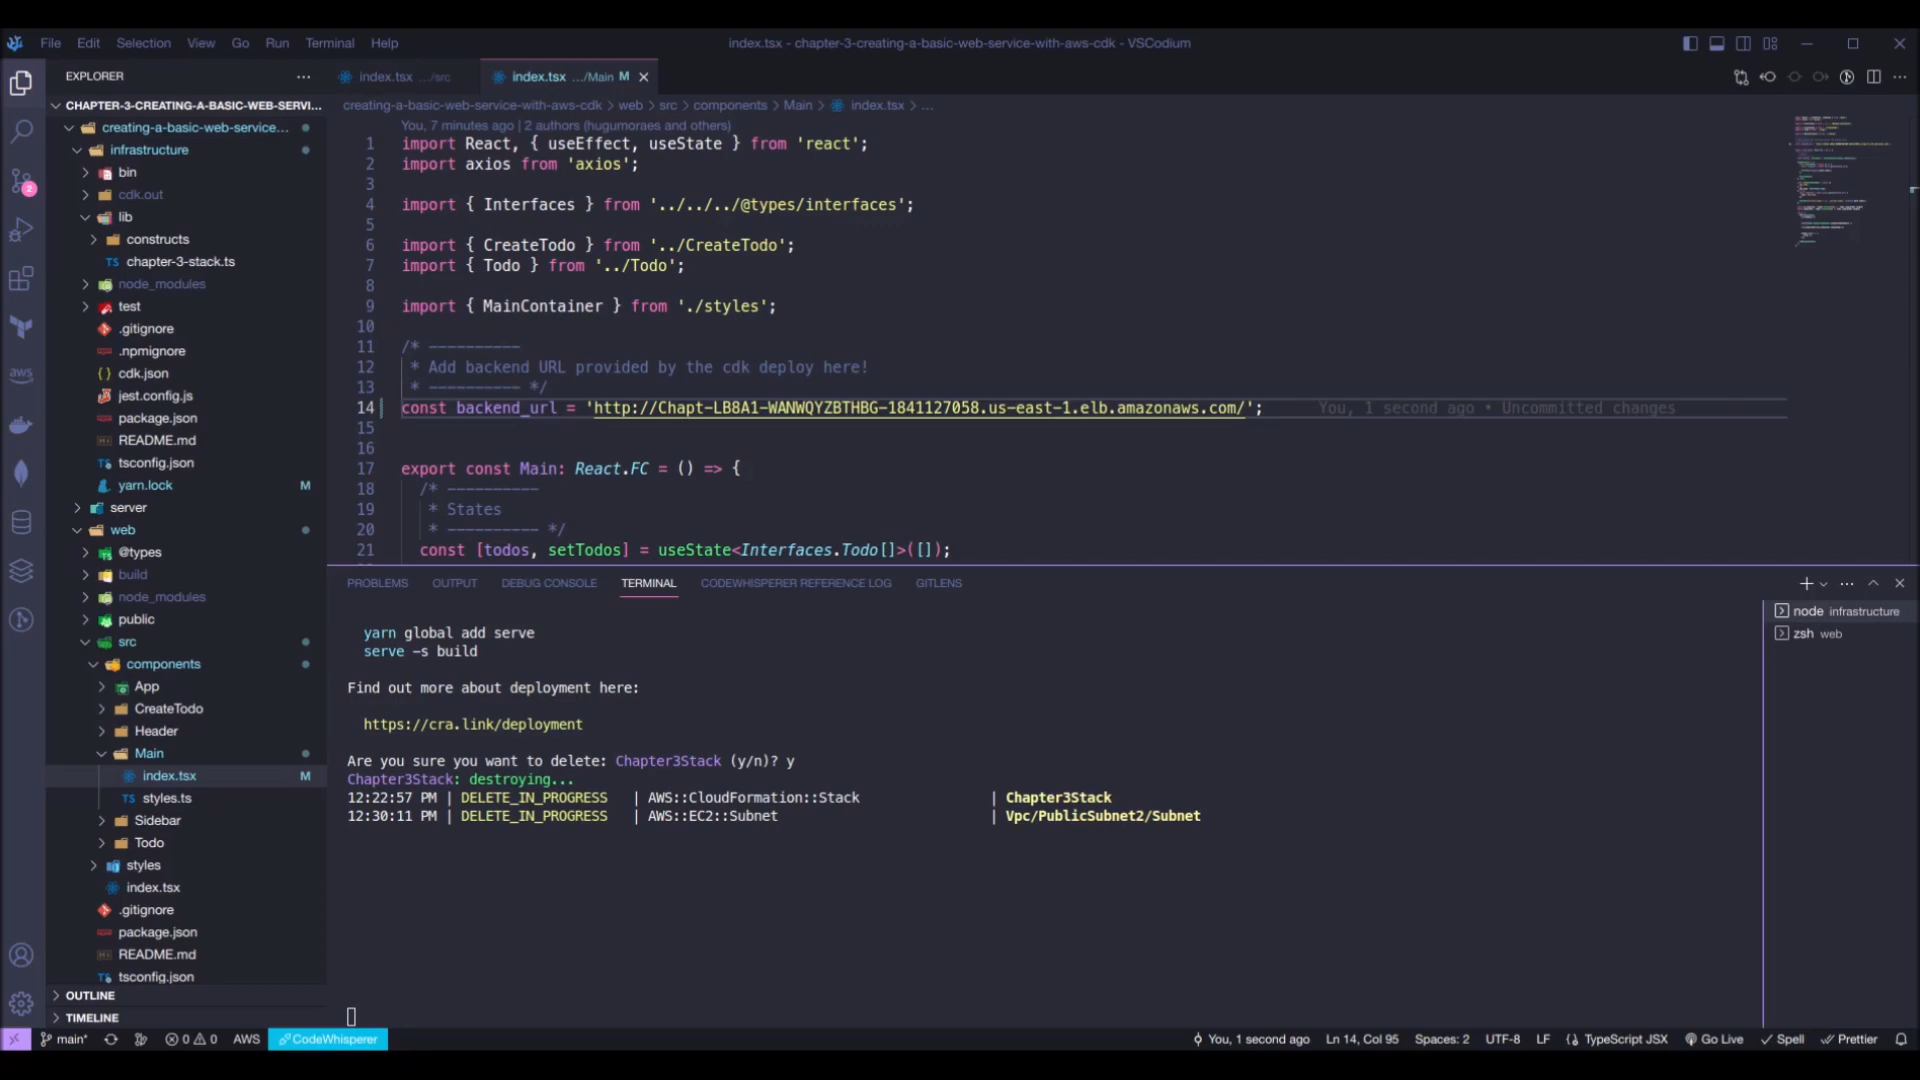 File Edit Selection View Go Run Terminal Help
index.tsx - chapter-3-creating-a-basic-web-service-with-aws-cdk - VSCodium
EXPLORER
index.tsx .../src
index.tsx .../Main M
CHAPTER-3-CREATING-A-BASIC-WEB-SERVI...
creating-a-basic-web-service...
infrastructure
bin
cdk.out
lib
constructs
TS chapter-3-stack.ts
node_modules
test
.gitignore
.npmignore
cdk.json
jest.config.js
package.json
README.md
tsconfig.json
yarn.lock M
server
web
@types
build
node_modules
public
src
components
App
CreateTodo
Header
Main
index.tsx M
TS styles.ts
Sidebar
Todo
styles
index.tsx
.gitignore
package.json
README.md
tsconfig.json
OUTLINE
TIMELINE
2
aws
creating-a-basic-web-service-with-aws-cdk > web > src > components > Main > index.tsx > ...
You, 7 minutes ago | 2 authors (hugumoraes and others)
1 import React, { useEffect, useState } from 'react';
2 import axios from 'axios';
3
4 import { Interfaces } from '../../../@types/interfaces';
5
6 import { CreateTodo } from '../CreateTodo';
7 import { Todo } from '../Todo';
8
9 import { MainContainer } from './styles';
10
11 /* ----------
12 * Add backend URL provided by the cdk deploy here!
13 * ---------- */
14 const backend_url = 'http://Chapt-LB8A1-WANWQYZBTHBG-1841127058.us-east-1.elb.amazonaws.com/'; You, 1 second ago • Uncommitted changes
15
16
17 export const Main: React.FC = () => {
18 /* ----------
19 * States
20 * ---------- */
21 const [todos, setTodos] = useState<Interfaces.Todo[]>([]);
PROBLEMS OUTPUT DEBUG CONSOLE TERMINAL CODEWHISPERER REFERENCE LOG GITLENS
yarn global add serve
serve -s build
Find out more about deployment here:
https://cra.link/deployment
Are you sure you want to delete: Chapter3Stack (y/n)? y
Chapter3Stack: destroying...
12:22:57 PM | DELETE_IN_PROGRESS | AWS::CloudFormation::Stack | Chapter3Stack
12:30:11 PM | DELETE_IN_PROGRESS | AWS::EC2::Subnet | Vpc/PublicSubnet2/Subnet
node infrastructure
zsh web
main* 0 0 AWS CodeWhisperer
You, 1 second ago Ln 14, Col 95 Spaces: 2 UTF-8 LF TypeScript JSX Go Live Spell Prettier